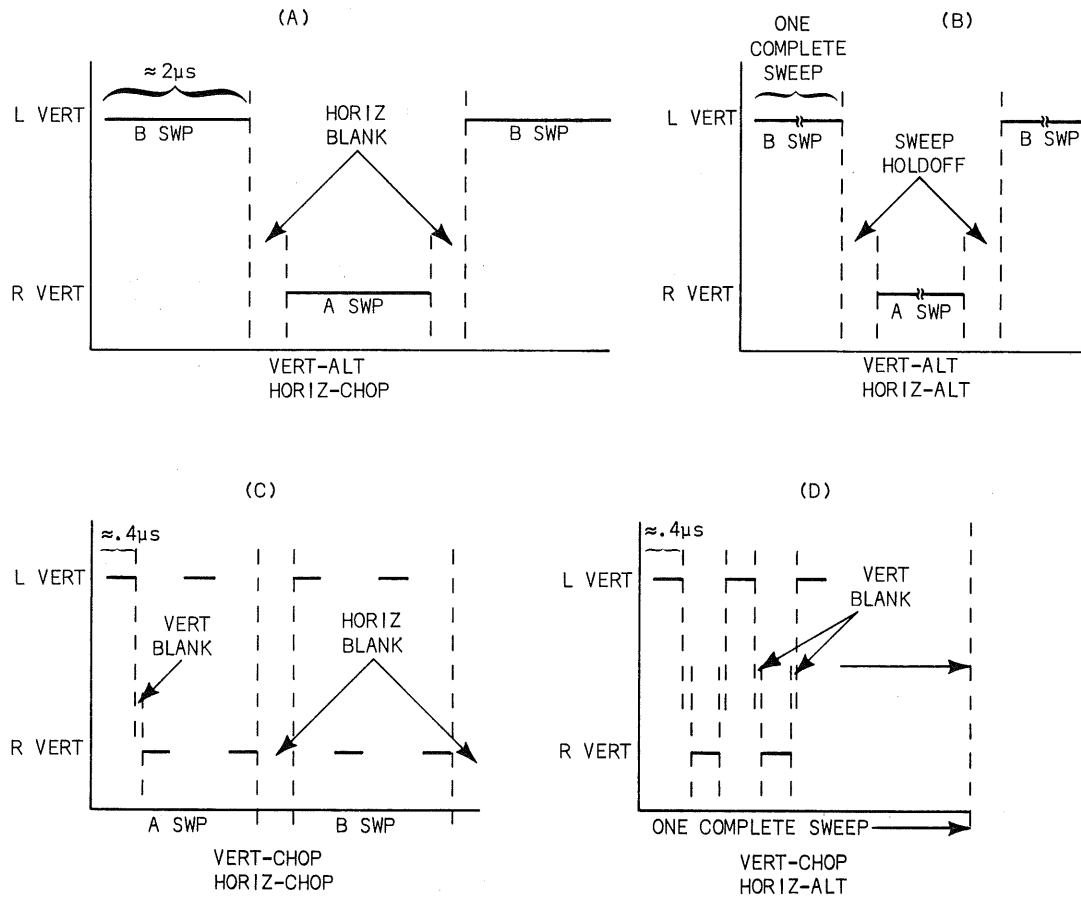 (A)
≈ 2µs
L VERT
B SWP
HORIZ
BLANK
B SWP
R VERT
A SWP
VERT-ALT
HORIZ-CHOP
(B)
ONE
COMPLETE
SWEEP
L VERT
B SWP
SWEEP
HOLDOFF
B SWP
R VERT
A SWP
VERT-ALT
HORIZ-ALT
(C)
≈.4µs
L VERT
VERT
BLANK
HORIZ
BLANK
R VERT
A SWP
B SWP
VERT-CHOP
HORIZ-CHOP
(D)
≈.4µs
L VERT
VERT
BLANK
R VERT
ONE COMPLETE SWEEP
VERT-CHOP
HORIZ-ALT